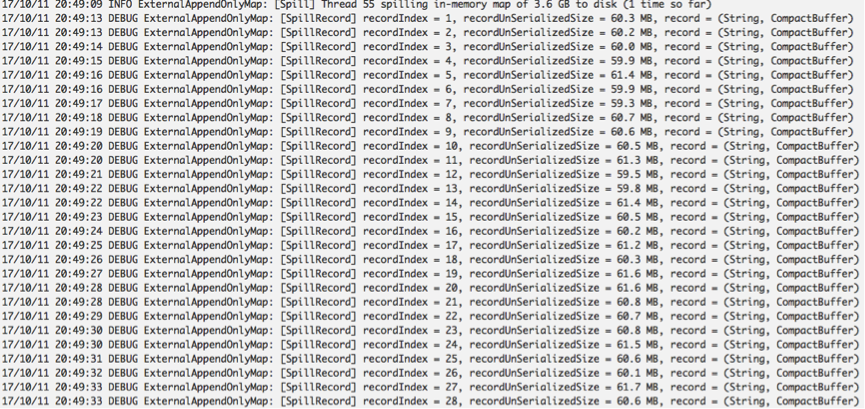 17/10/11 20:49:09 INFO ExternalAppendOnlyMap: [Spill] Thread 55 spilling in-memory map of 3.6 GB to disk (1 time so far)
17/10/11 20:49:13 DEBUG ExternalAppendOnlyMap: [SpillRecord] recordIndex = 1, recordUnSerializedSize = 60.3 MB, record = (String, CompactBuffer)
17/10/11 20:49:13 DEBUG ExternalAppendOnlyMap: [SpillRecord] recordIndex = 2, recordUnSerializedSize = 60.2 MB, record = (String, CompactBuffer)
17/10/11 20:49:14 DEBUG ExternalAppendOnlyMap: [SpillRecord] recordIndex = 3, recordUnSerializedSize = 60.0 MB, record = (String, CompactBuffer)
17/10/11 20:49:15 DEBUG ExternalAppendOnlyMap: [SpillRecord] recordIndex = 4, recordUnSerializedSize = 59.9 MB, record = (String, CompactBuffer)
17/10/11 20:49:16 DEBUG ExternalAppendOnlyMap: [SpillRecord] recordIndex = 5, recordUnSerializedSize = 61.4 MB, record = (String, CompactBuffer)
17/10/11 20:49:16 DEBUG ExternalAppendOnlyMap: [SpillRecord] recordIndex = 6, recordUnSerializedSize = 59.9 MB, record = (String, CompactBuffer)
17/10/11 20:49:17 DEBUG ExternalAppendOnlyMap: [SpillRecord] recordIndex = 7, recordUnSerializedSize = 59.3 MB, record = (String, CompactBuffer)
17/10/11 20:49:18 DEBUG ExternalAppendOnlyMap: [SpillRecord] recordIndex = 8, recordUnSerializedSize = 60.7 MB, record = (String, CompactBuffer)
17/10/11 20:49:19 DEBUG ExternalAppendOnlyMap: [SpillRecord] recordIndex = 9, recordUnSerializedSize = 60.6 MB, record = (String, CompactBuffer)
17/10/11 20:49:20 DEBUG ExternalAppendOnlyMap: [SpillRecord] recordIndex = 10, recordUnSerializedSize = 60.5 MB, record = (String, CompactBuffer)
17/10/11 20:49:20 DEBUG ExternalAppendOnlyMap: [SpillRecord] recordIndex = 11, recordUnSerializedSize = 61.3 MB, record = (String, CompactBuffer)
17/10/11 20:49:21 DEBUG ExternalAppendOnlyMap: [SpillRecord] recordIndex = 12, recordUnSerializedSize = 59.5 MB, record = (String, CompactBuffer)
17/10/11 20:49:22 DEBUG ExternalAppendOnlyMap: [SpillRecord] recordIndex = 13, recordUnSerializedSize = 59.8 MB, record = (String, CompactBuffer)
17/10/11 20:49:22 DEBUG ExternalAppendOnlyMap: [SpillRecord] recordIndex = 14, recordUnSerializedSize = 61.4 MB, record = (String, CompactBuffer)
17/10/11 20:49:23 DEBUG ExternalAppendOnlyMap: [SpillRecord] recordIndex = 15, recordUnSerializedSize = 60.5 MB, record = (String, CompactBuffer)
17/10/11 20:49:24 DEBUG ExternalAppendOnlyMap: [SpillRecord] recordIndex = 16, recordUnSerializedSize = 60.2 MB, record = (String, CompactBuffer)
17/10/11 20:49:25 DEBUG ExternalAppendOnlyMap: [SpillRecord] recordIndex = 17, recordUnSerializedSize = 61.2 MB, record = (String, CompactBuffer)
17/10/11 20:49:26 DEBUG ExternalAppendOnlyMap: [SpillRecord] recordIndex = 18, recordUnSerializedSize = 60.3 MB, record = (String, CompactBuffer)
17/10/11 20:49:27 DEBUG ExternalAppendOnlyMap: [SpillRecord] recordIndex = 19, recordUnSerializedSize = 61.6 MB, record = (String, CompactBuffer)
17/10/11 20:49:28 DEBUG ExternalAppendOnlyMap: [SpillRecord] recordIndex = 20, recordUnSerializedSize = 61.6 MB, record = (String, CompactBuffer)
17/10/11 20:49:28 DEBUG ExternalAppendOnlyMap: [SpillRecord] recordIndex = 21, recordUnSerializedSize = 60.8 MB, record = (String, CompactBuffer)
17/10/11 20:49:29 DEBUG ExternalAppendOnlyMap: [SpillRecord] recordIndex = 22, recordUnSerializedSize = 60.7 MB, record = (String, CompactBuffer)
17/10/11 20:49:30 DEBUG ExternalAppendOnlyMap: [SpillRecord] recordIndex = 23, recordUnSerializedSize = 60.8 MB, record = (String, CompactBuffer)
17/10/11 20:49:30 DEBUG ExternalAppendOnlyMap: [SpillRecord] recordIndex = 24, recordUnSerializedSize = 61.5 MB, record = (String, CompactBuffer)
17/10/11 20:49:31 DEBUG ExternalAppendOnlyMap: [SpillRecord] recordIndex = 25, recordUnSerializedSize = 60.6 MB, record = (String, CompactBuffer)
17/10/11 20:49:32 DEBUG ExternalAppendOnlyMap: [SpillRecord] recordIndex = 26, recordUnSerializedSize = 60.1 MB, record = (String, CompactBuffer)
17/10/11 20:49:33 DEBUG ExternalAppendOnlyMap: [SpillRecord] recordIndex = 27, recordUnSerializedSize = 61.7 MB, record = (String, CompactBuffer)
17/10/11 20:49:33 DEBUG ExternalAppendOnlyMap: [SpillRecord] recordIndex = 28, recordUnSerializedSize = 60.6 MB, record = (String, CompactBuffer)